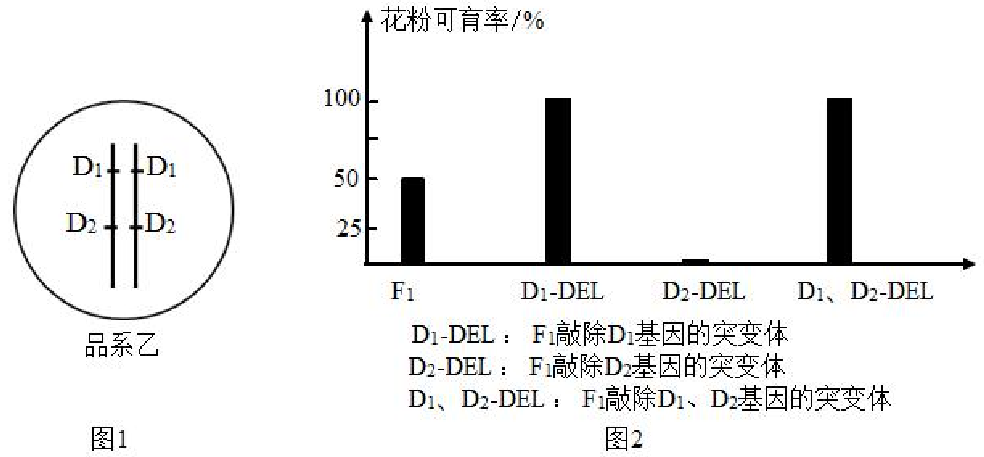 花粉可育率/%
100
50
25
D1 D1
D2 D2
品系乙
F1 D1-DEL D2-DEL D1、D2-DEL
D1-DEL： F1敲除D1基因的突变体
D2-DEL： F1敲除D2基因的突变体
D1、D2-DEL： F1敲除D1、D2基因的突变体
图1
图2